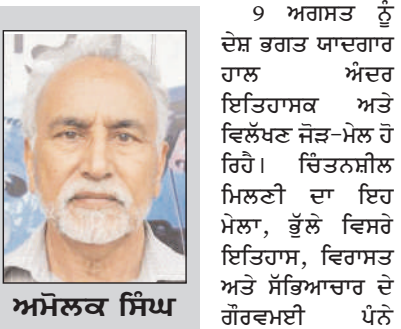 9 ਅਗਸਤ ਨੂੰ
ਦੇਸ਼ ਭਗਤ ਯਾਦਗਾਰ
ਹਾਲ ਅੰਦਰ
ਇਤਿਹਾਸਕ ਅਤੇ
ਵਿਲੱਖਣ ਜੋੜ-ਮੇਲ ਹੋ
ਰਿਹੈ। ਚਿੰਤਨਸ਼ੀਲ
ਮਿਲਣੀ ਦਾ ਇਹ
ਮੇਲਾ, ਭੁੱਲੇ ਵਿਸਰੇ
ਇਤਿਹਾਸ, ਵਿਰਾਸਤ
ਅਤੇ ਸੱਭਿਆਚਾਰ ਦੇ
ਗੌਰਵਮਈ ਪੰਨੇ
ਅਮੋਲਕ ਸਿੰਘ